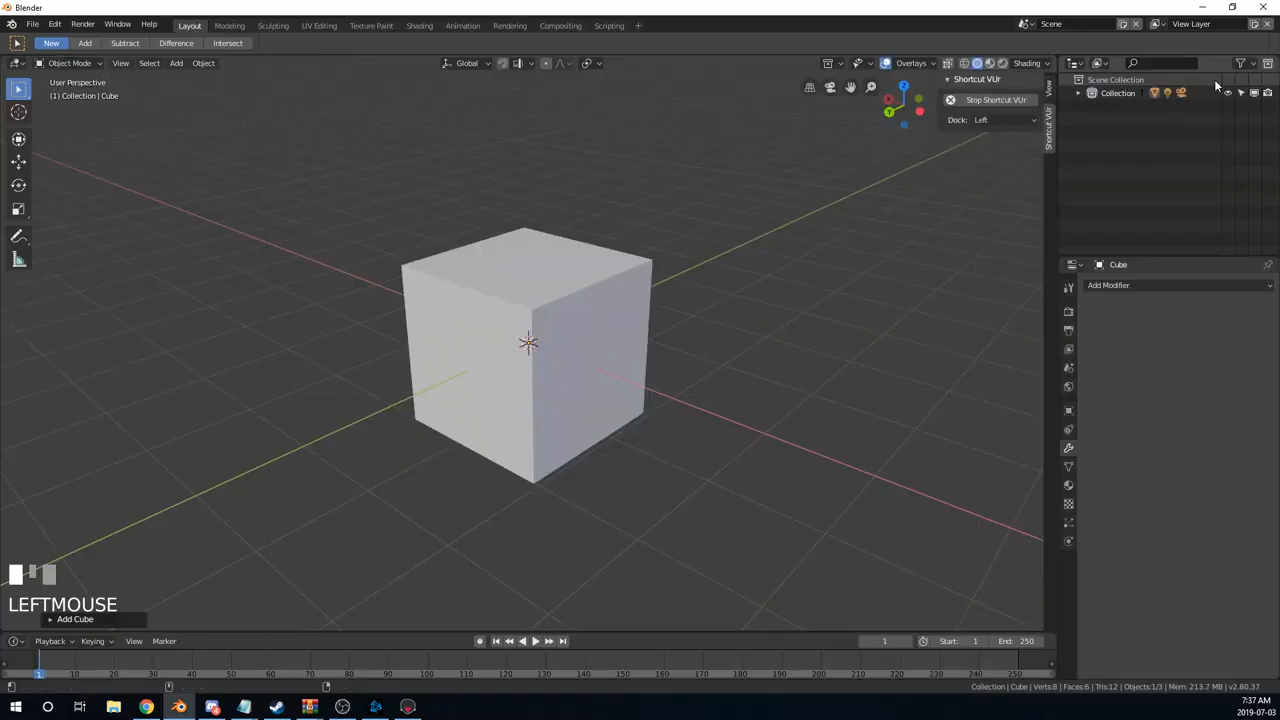 Blender
File Edit Render Window Help Layout Modeling Sculpting UV Editing Texture Paint Shading Animation Rendering Compositing Scripting + Scene View Layer
New Add Subtract Difference Intersect
Object Mode View Select Add Object Global Overlays Shading
User Perspective
(1) Collection | Cube
Shortcut VUr
Stop Shortcut VUr
Dock: Left
View
Shortcut VUr
Scene Collection
Collection
Cube
Add Modifier
LEFTMOUSE
Add Cube
Playback Keying View Marker 1 Start: 1 End: 250
1 10 20 30 40 50 60 70 80 90 100 110 120 130 140 150 160 170 180 190 200 210 220 230 240 250
Collection | Cube | Verts:8 | Faces:6 | Tris:12 | Objects:1/3 | Mem: 213.7 MB | v2.80.37
7:37 AM
2019-07-03